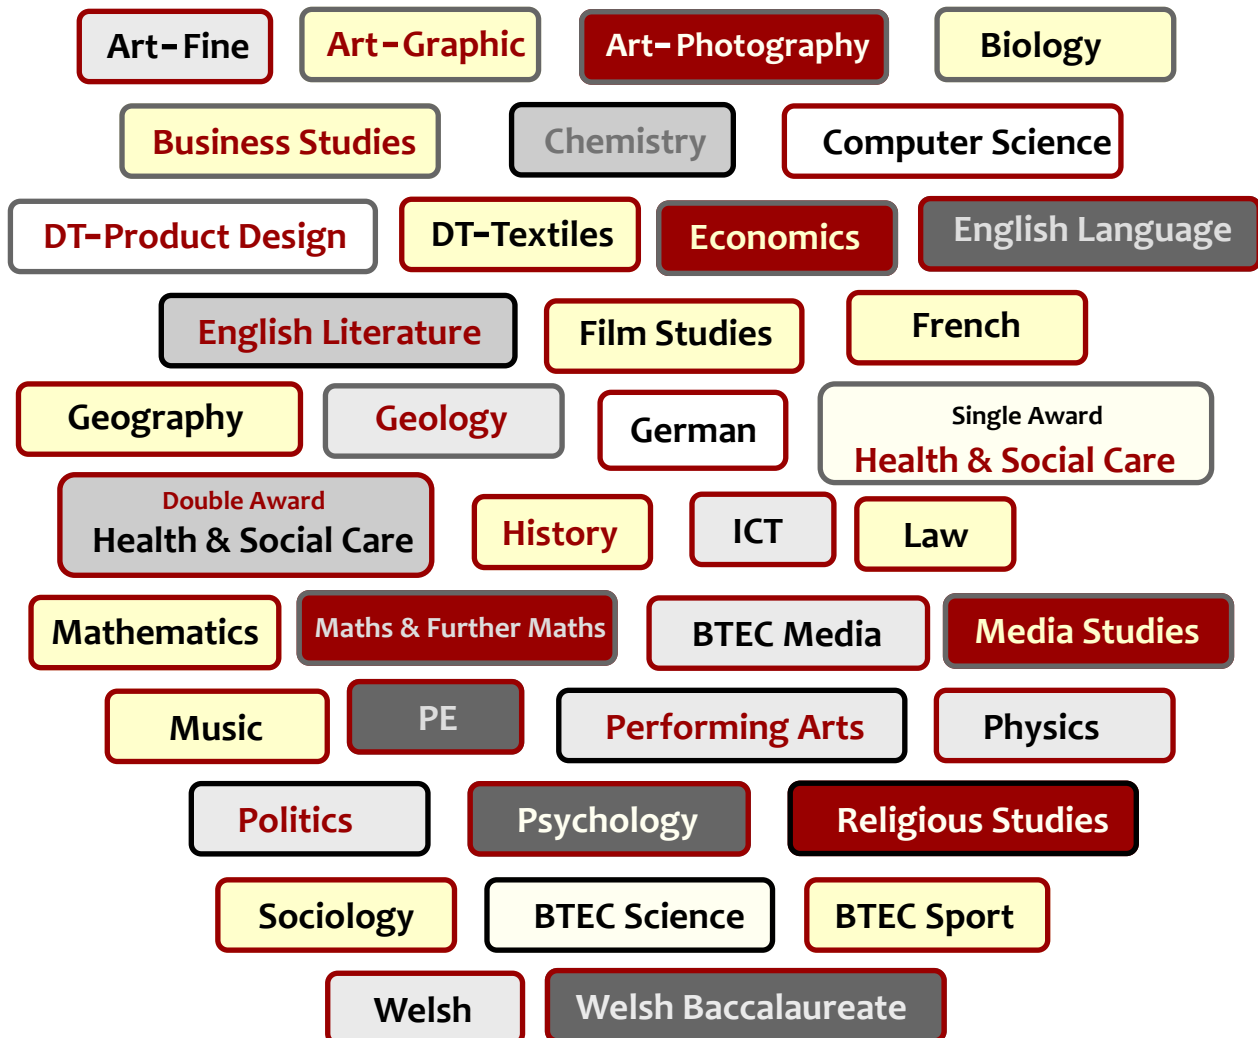 Art-Fine
Art-Graphic
Art-Photography
Biology
Business Studies
Chemistry
Computer Science
DT-Product Design
DT-Textiles
Economics
English Language
English Literature
Film Studies
French
Geography
Geology
German
Single Award
Health & Social Care
Double Award
Health & Social Care
History
ICT
Law
Mathematics
Maths & Further Maths
BTEC Media
Media Studies
Music
PE
Performing Arts
Physics
Politics
Psychology
Religious Studies
Sociology
BTEC Science
BTEC Sport
Welsh
Welsh Baccalaureate